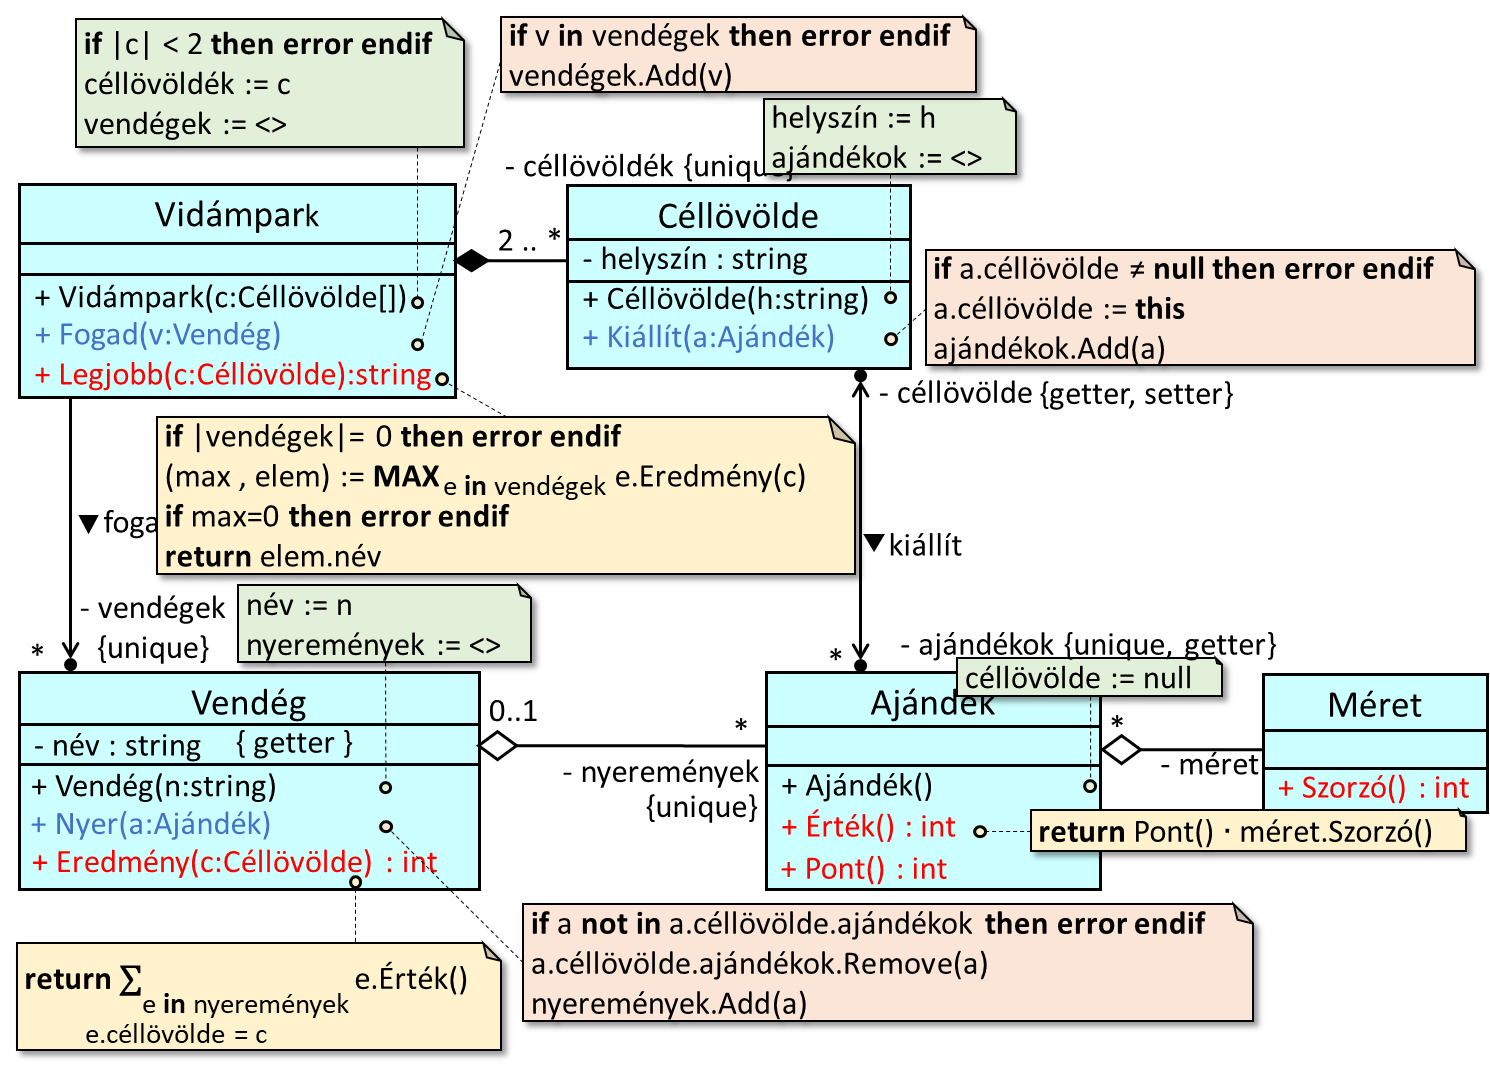 if |c| < 2 then error endif
céllövöldék := c
vendégek := <>
if v in vendégek then error endif
vendégek.Add(v)
helyszín := h
ajándékok := <>
- céllövöldék {unique}
Vidámpark
+ Vidámpark(c:Céllövölde[])
+ Fogad(v:Vendég)
+ Legjobb(c:Céllövölde):string
2 .. *
Céllövölde
- helyszín : string
+ Céllövölde(h:string)
+ Kiállít(a:Ajándék)
if a.céllövölde ≠ null then error endif
a.céllövölde := this
ajándékok.Add(a)
- céllövölde {getter, setter}
if |vendégek|= 0 then error endif
(max , elem) := MAX e in vendégek e.Eredmény(c)
if max=0 then error endif
return elem.név
▼ foga
▼ kiállít
- vendégek
{unique}
*
név := n
nyeremények := <>
- ajándékok {unique, getter}
*
céllövölde := null
Vendég
- név : string { getter }
+ Vendég(n:string)
+ Nyer(a:Ajándék)
+ Eredmény(c:Céllövölde) : int
0..1
*
- nyeremények
{unique}
Ajándék
+ Ajándék()
+ Érték() : int
+ Pont() : int
*
- méret
Méret
+ Szorzó() : int
return Pont() · méret.Szorzó()
return ∑ e in nyeremények e.Érték()
e.céllövölde = c
if a not in a.céllövölde.ajándékok then error endif
a.céllövölde.ajándékok.Remove(a)
nyeremények.Add(a)